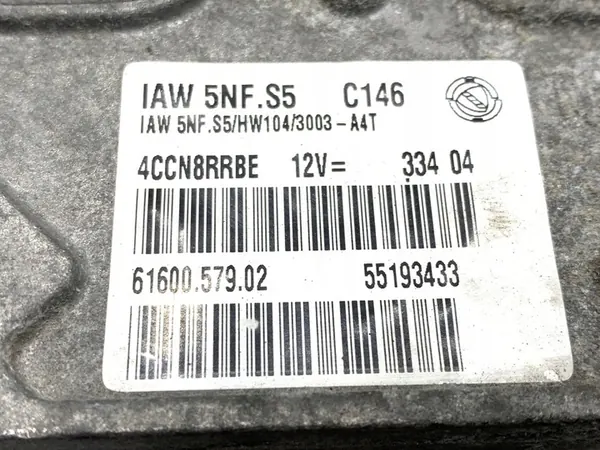 IAW 5NF.S5 C146
IAW 5NF.S5/HW104/3003-A4T
4CCN8RRBE 12V= 334 04
61600.579.02 55193433